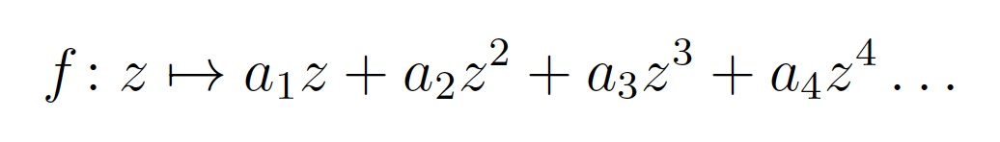 f: z ↦ a₁z + a₂z² + a₃z³ + a₄z⁴ …